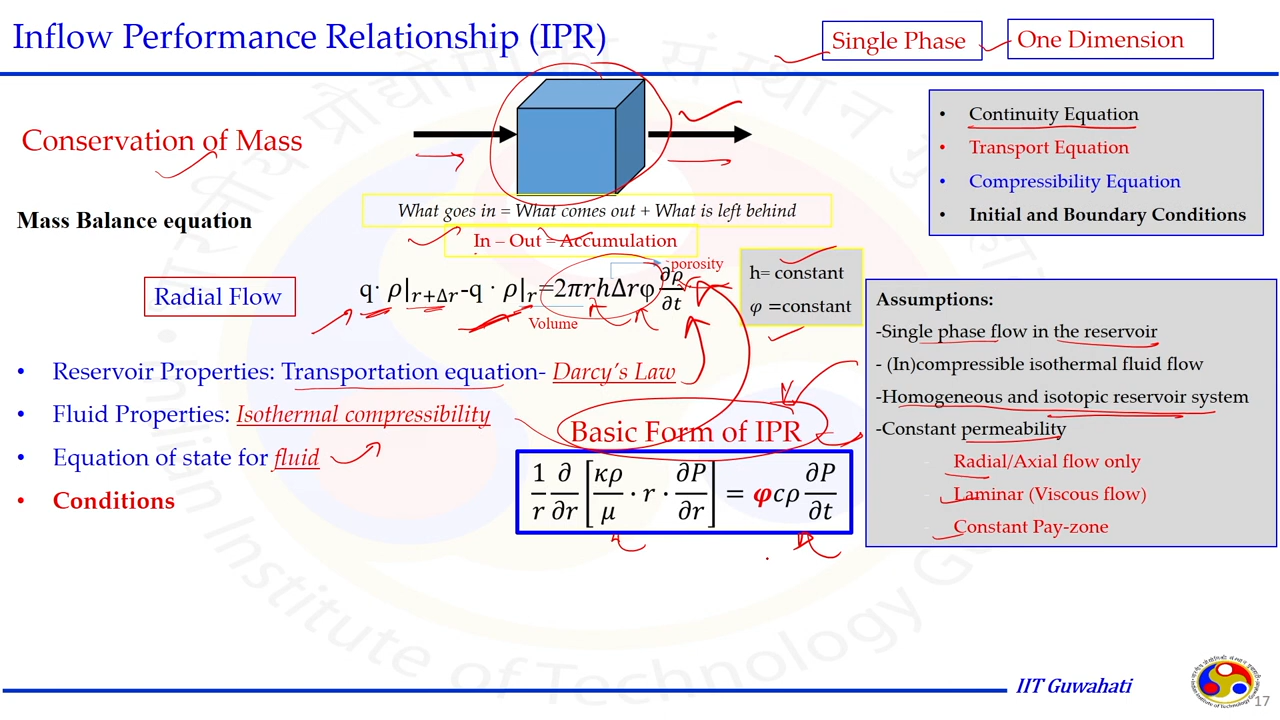 Inflow Performance Relationship (IPR)
Single Phase
One Dimension
Conservation of Mass
Mass Balance equation
What goes in = What comes out + What is left behind
In – Out = Accumulation
Radial Flow
q· ρ|r+Δr-q · ρ|r=2πrhΔrφ ∂ρ/∂t
porosity
Volume
h= constant
φ =constant
• Continuity Equation
• Transport Equation
• Compressibility Equation
• Initial and Boundary Conditions
• Reservoir Properties: Transportation equation- Darcy's Law
• Fluid Properties: Isothermal compressibility
• Equation of state for fluid
• Conditions
Basic Form of IPR
1/r ∂/∂r [κρ/μ · r · ∂P/∂r] = φcρ ∂P/∂t
Assumptions:
-Single phase flow in the reservoir
- (In)compressible isothermal fluid flow
-Homogeneous and isotopic reservoir system
-Constant permeability
- Radial/Axial flow only
- Laminar (Viscous flow)
- Constant Pay-zone
IIT Guwahati
17
Indian Institute of Technology